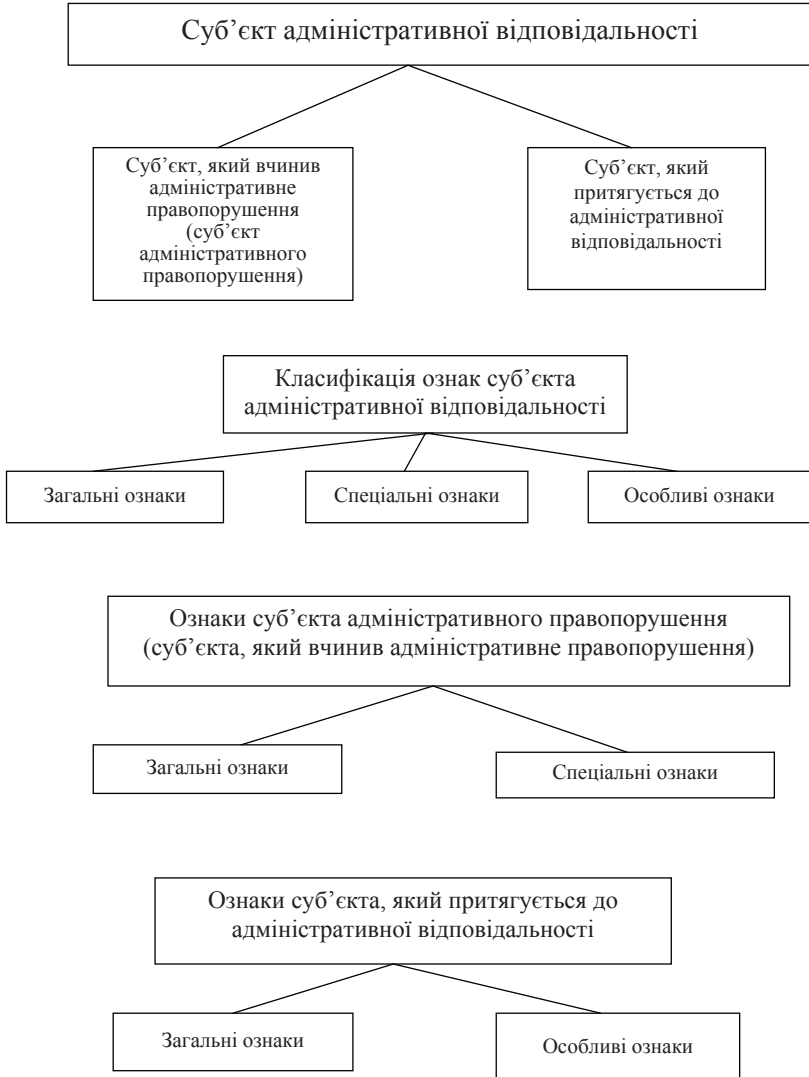 Суб’єкт адміністративної відповідальності
Суб’єкт, який вчинив
адміністративне
правопорушення
(суб’єкт
адміністративного
правопорушення)
Суб’єкт, який
притягується до
адміністративної
відповідальності
Класифікація ознак суб’єкта
адміністративної відповідальності
Загальні ознаки
Спеціальні ознаки
Особливі ознаки
Ознаки суб’єкта адміністративного правопорушення
(суб’єкта, який вчинив адміністративне правопорушення)
Загальні ознаки
Спеціальні ознаки
Ознаки суб’єкта, який притягується до
адміністративної відповідальності
Загальні ознаки
Особливі ознаки